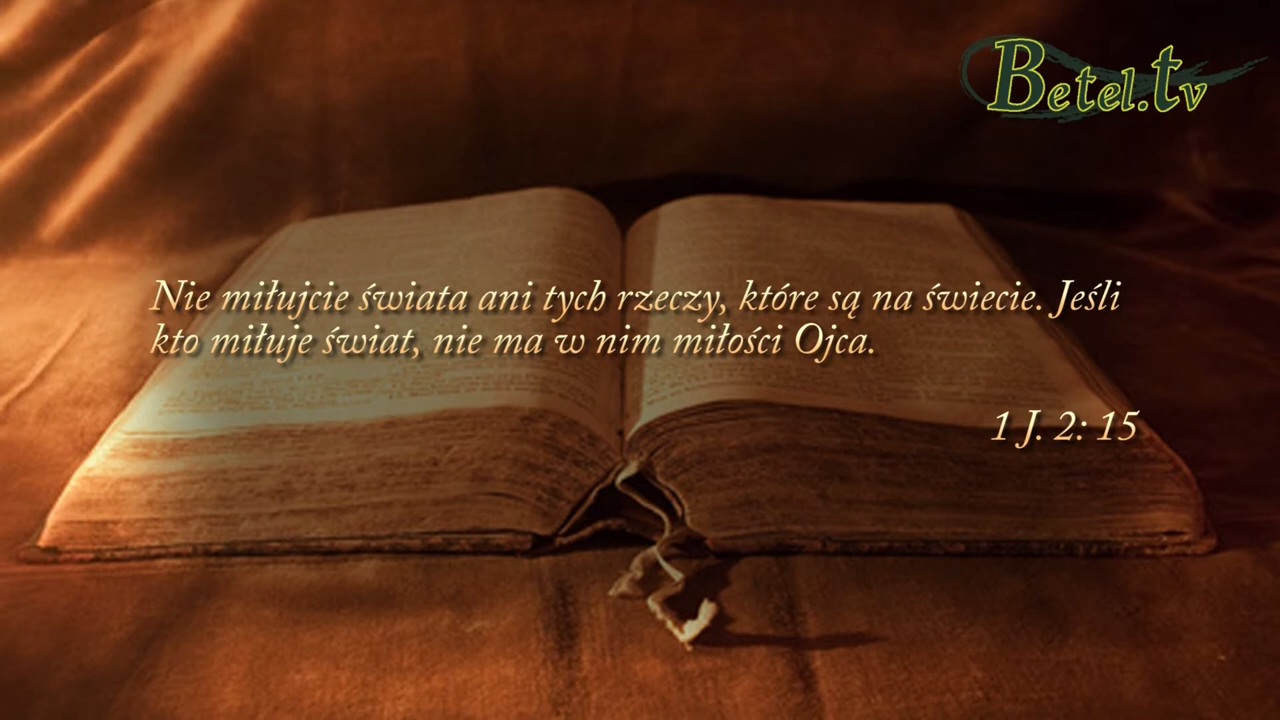 Betel.tv
Nie miłujcie świata ani tych rzeczy, które są na świecie. Jeśli
kto miłuje świat, nie ma w nim miłości Ojca.
1 J. 2: 15